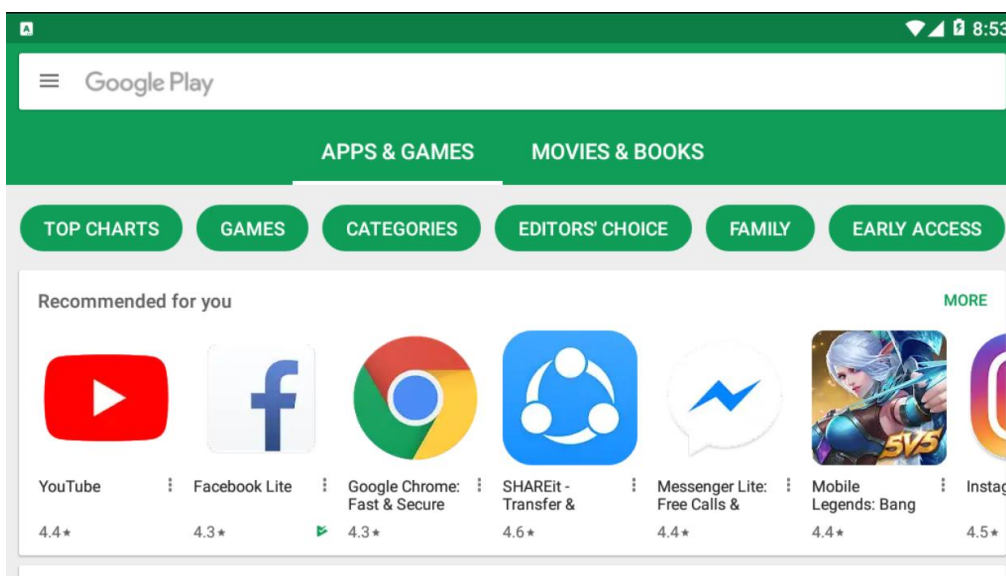 A
8:53
Google Play
APPS & GAMES
MOVIES & BOOKS
TOP CHARTS
GAMES
CATEGORIES
EDITORS' CHOICE
FAMILY
EARLY ACCESS
Recommended for you
MORE
f
5V5
YouTube
Facebook Lite
Google Chrome:
Fast & Secure
SHAREit -
Transfer &
Messenger Lite:
Free Calls &
Mobile
Legends: Bang
Instag
4.4★
4.3★
4.3★
4.6★
4.4★
4.4★
4.5★